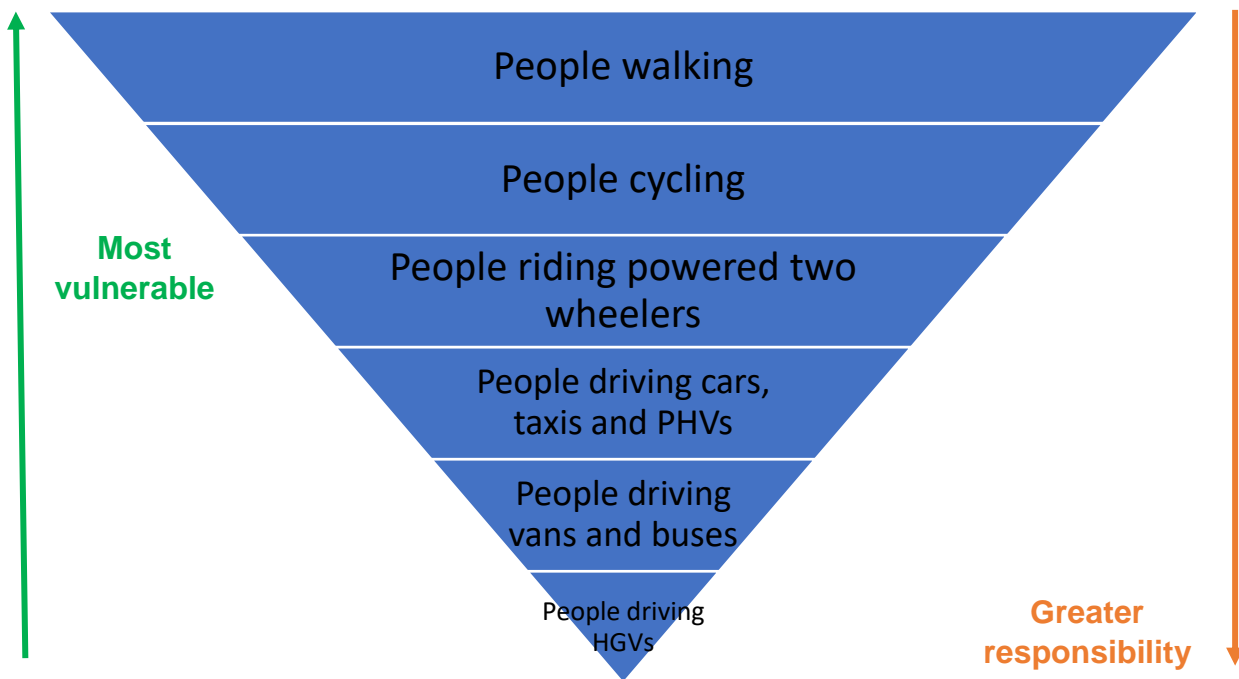 People walking
People cycling
Most
vulnerable
People riding powered two
wheelers
People driving cars,
taxis and PHVs
People driving
vans and buses
People driving
HGVs
Greater
responsibility